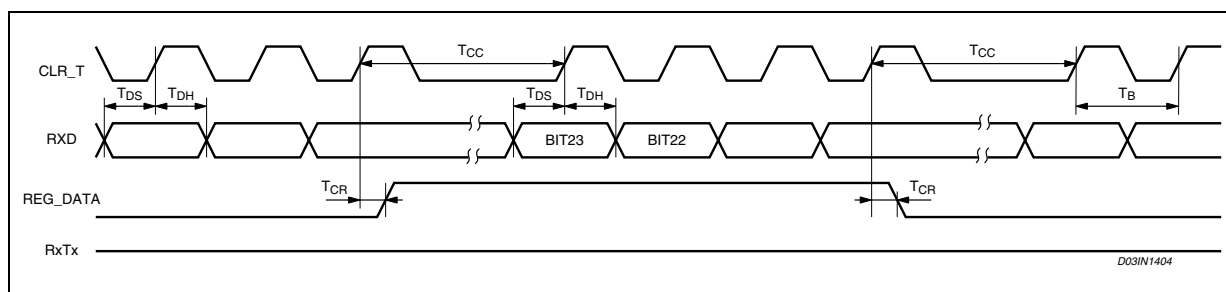 CLR_T
TCC
TCC
TDS
TDH
TDS
TDH
TB
RXD
BIT23
BIT22
TCR
TCR
REG_DATA
RxTx
D03IN1404